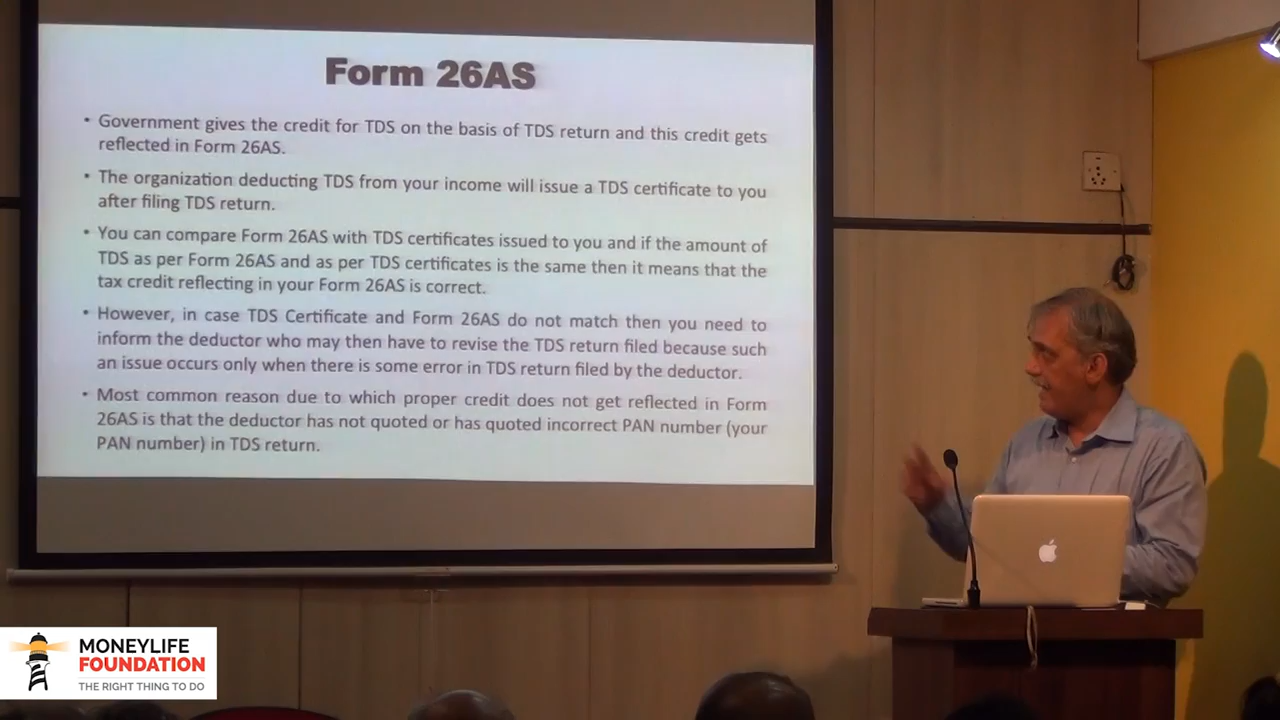 Form 26AS
• Government gives the credit for TDS on the basis of TDS return and this credit gets
reflected in Form 26AS.
• The organization deducting TDS from your income will issue a TDS certificate to you
after filing TDS return.
• You can compare Form 26AS with TDS certificates issued to you and if the amount of
TDS as per Form 26AS and as per TDS certificates is the same then it means that the
tax credit reflecting in your Form 26AS is correct.
• However, in case TDS Certificate and Form 26AS do not match then you need to
inform the deductor who may then have to revise the TDS return filed because such
an issue occurs only when there is some error in TDS return filed by the deductor.
• Most common reason due to which proper credit does not get reflected in Form
26AS is that the deductor has not quoted or has quoted incorrect PAN number (your
PAN number) in TDS return.
MONEYLIFE
FOUNDATION
THE RIGHT THING TO DO